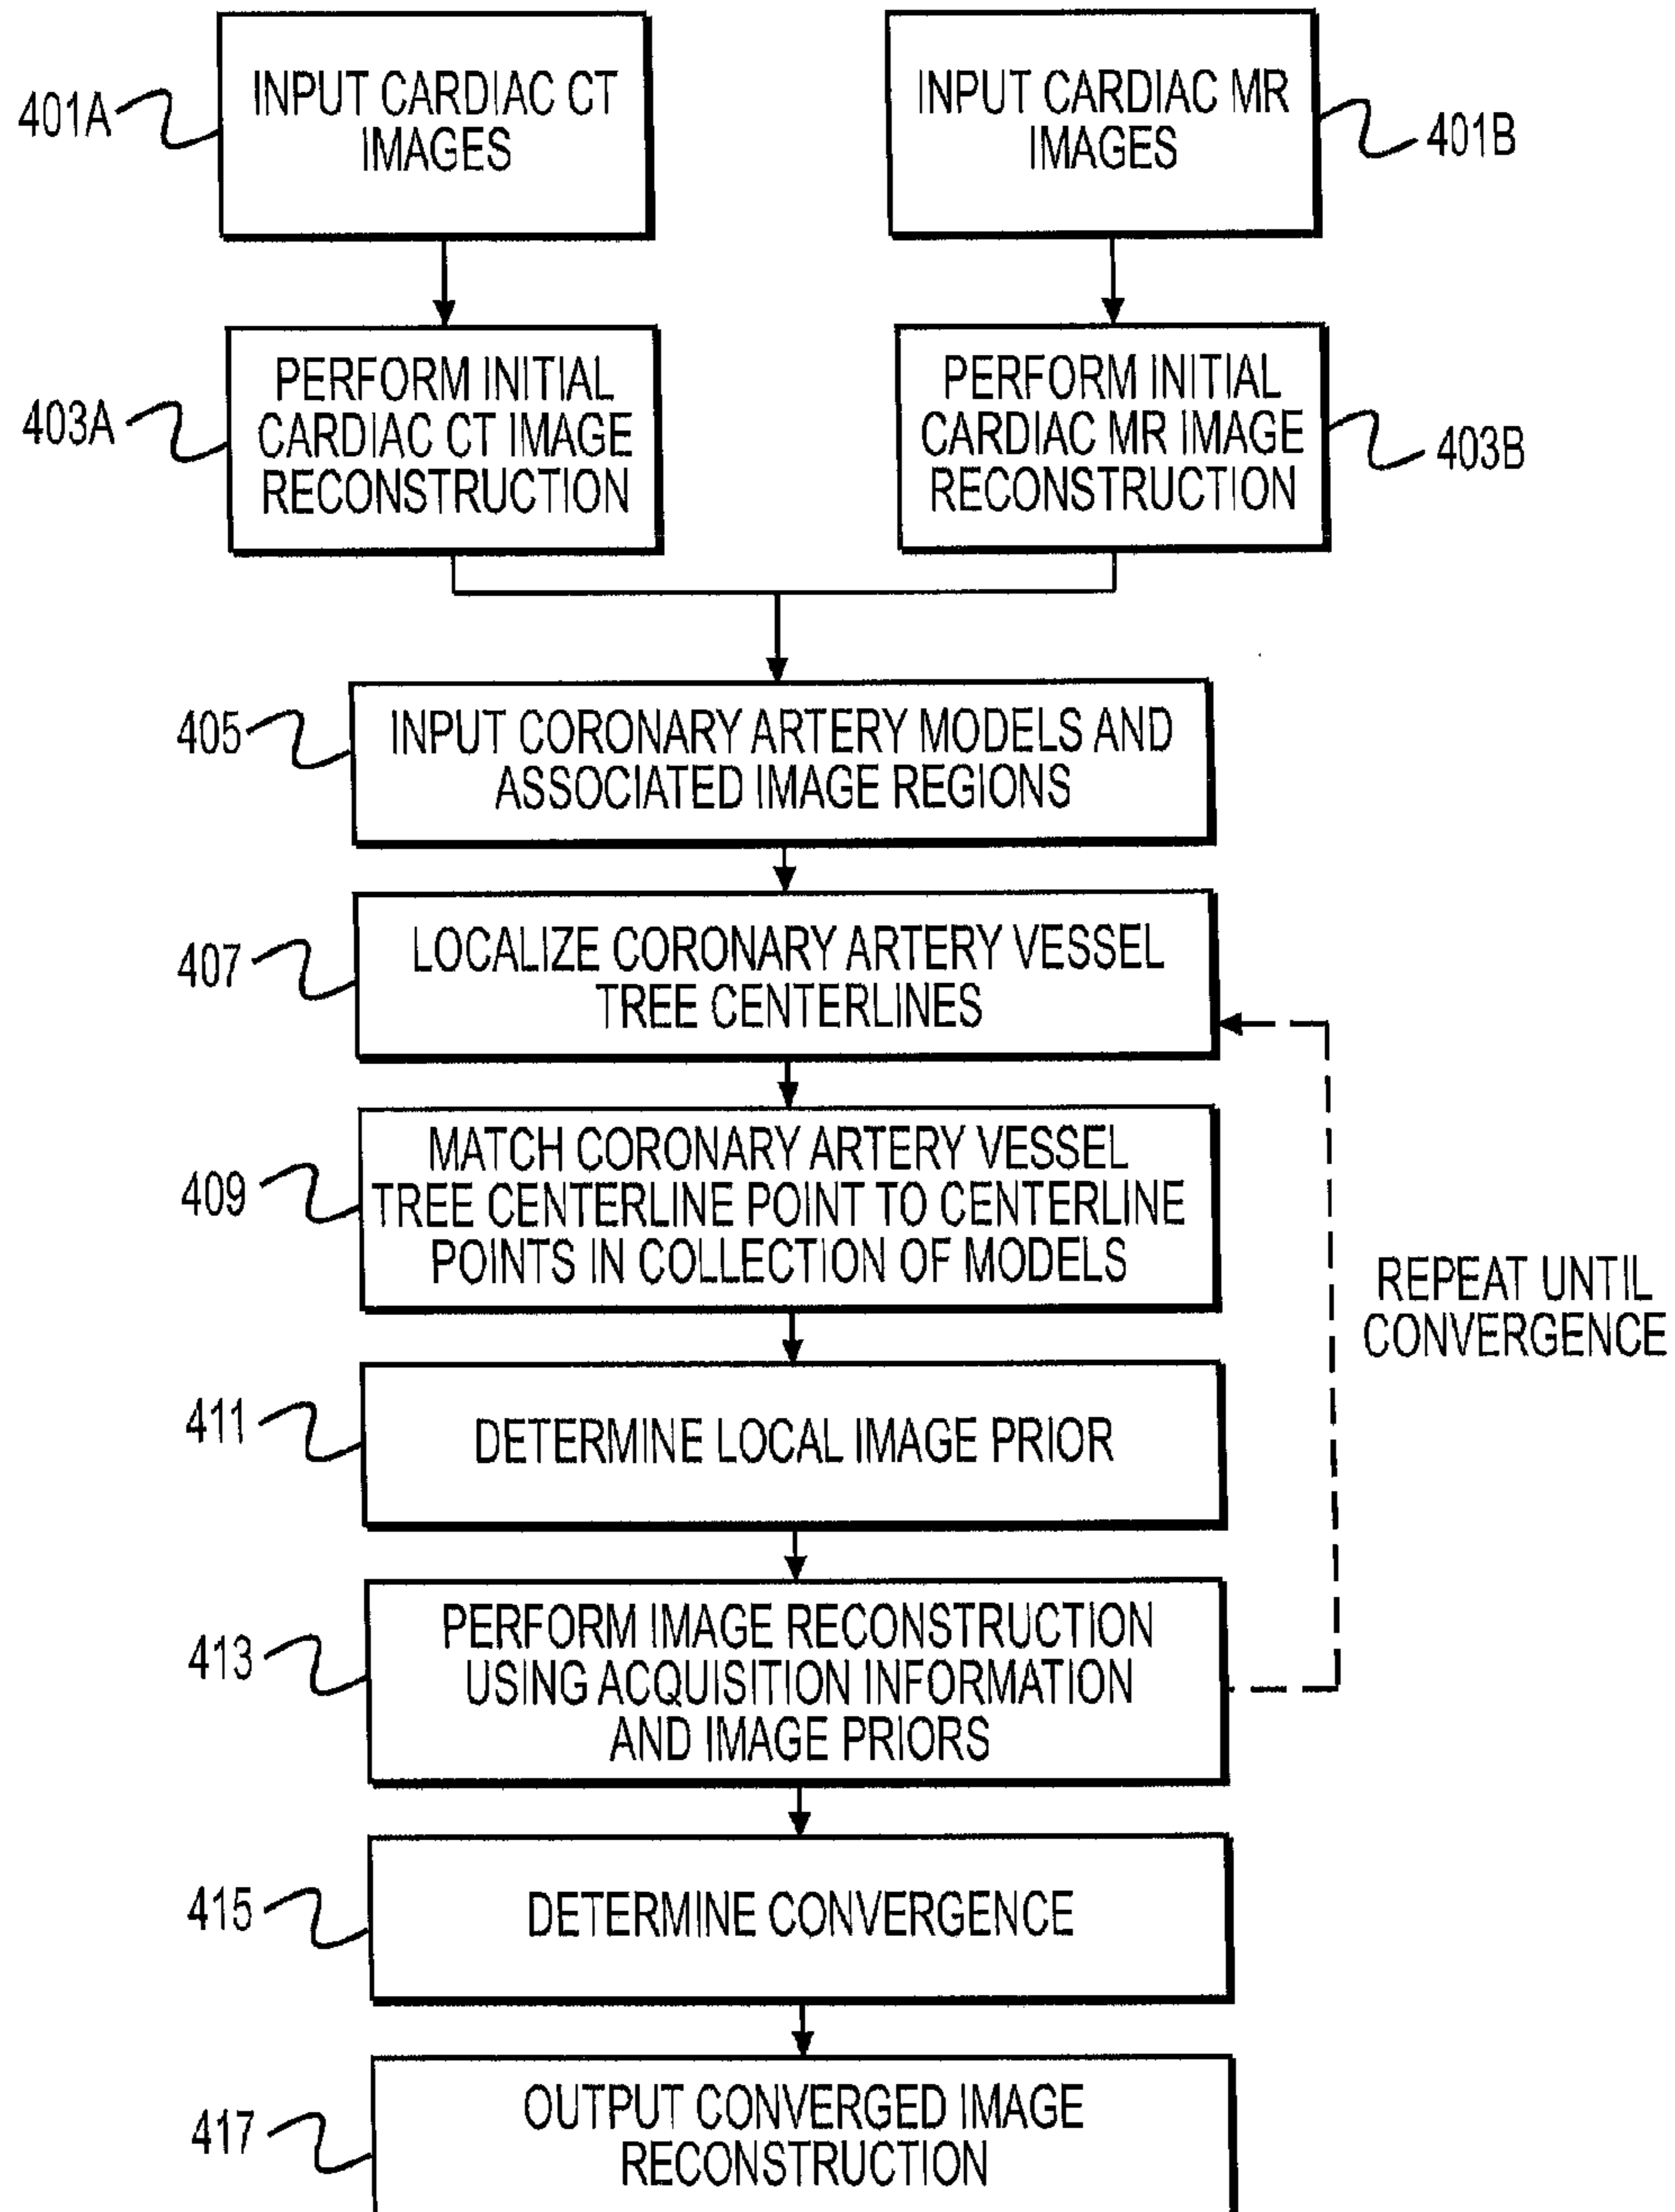 401A
INPUT CARDIAC CT
IMAGES
INPUT CARDIAC MR
IMAGES
401B
403A
PERFORM INITIAL
CARDIAC CT IMAGE
RECONSTRUCTION
PERFORM INITIAL
CARDIAC MR IMAGE
RECONSTRUCTION
403B
405
INPUT CORONARY ARTERY MODELS AND
ASSOCIATED IMAGE REGIONS
407
LOCALIZE CORONARY ARTERY VESSEL
TREE CENTERLINES
409
MATCH CORONARY ARTERY VESSEL
TREE CENTERLINE POINT TO CENTERLINE
POINTS IN COLLECTION OF MODELS
REPEAT UNTIL
CONVERGENCE
411
DETERMINE LOCAL IMAGE PRIOR
413
PERFORM IMAGE RECONSTRUCTION
USING ACQUISITION INFORMATION
AND IMAGE PRIORS
415
DETERMINE CONVERGENCE
417
OUTPUT CONVERGED IMAGE
RECONSTRUCTION